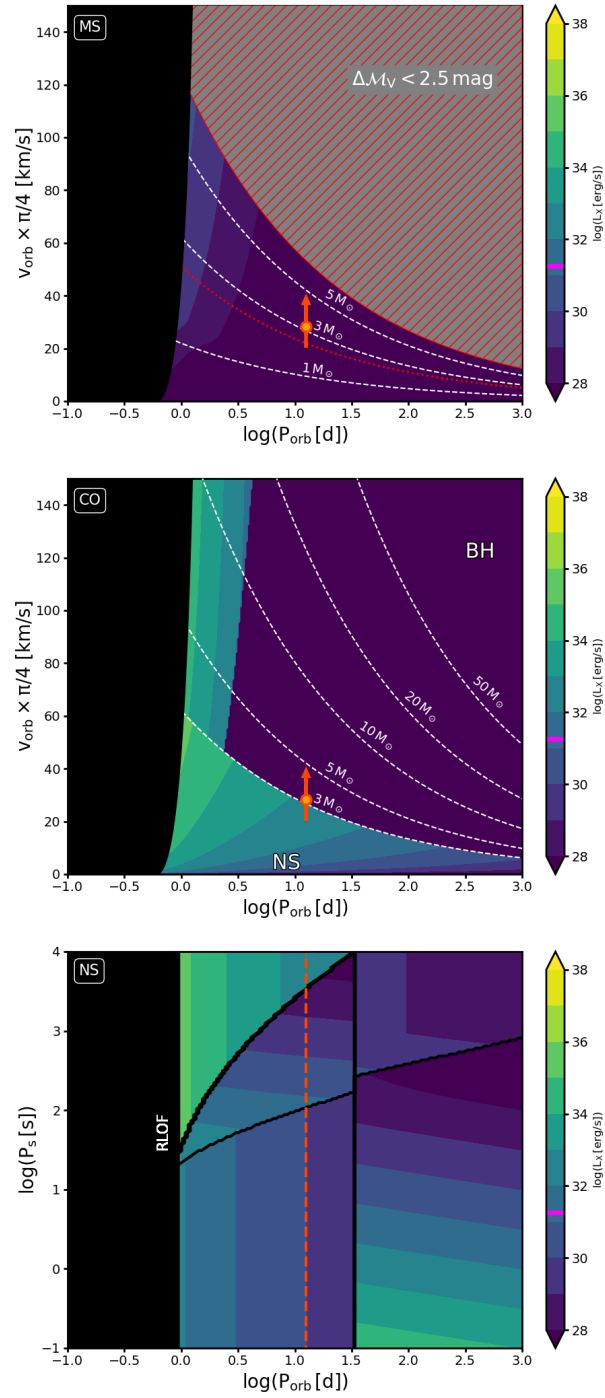 MS
ΔM_V < 2.5 mag
5 M⊙
3 M⊙
1 M⊙
140
120
100
80
60
40
20
0
v_orb × π/4 [km/s]
-1.0 -0.5 0.0 0.5 1.0 1.5 2.0 2.5 3.0
log(P_orb [d])
38
36
34
32
30
28
log(L_X [erg/s])
CO
BH
50 M⊙
20 M⊙
10 M⊙
5 M⊙
3 M⊙
NS
140
120
100
80
60
40
20
0
v_orb × π/4 [km/s]
-1.0 -0.5 0.0 0.5 1.0 1.5 2.0 2.5 3.0
log(P_orb [d])
38
36
34
32
30
28
log(L_X [erg/s])
NS
RLOF
4
3
2
1
0
-1
log(P_s [s])
-1.0 -0.5 0.0 0.5 1.0 1.5 2.0 2.5 3.0
log(P_orb [d])
38
36
34
32
30
28
log(L_X [erg/s])